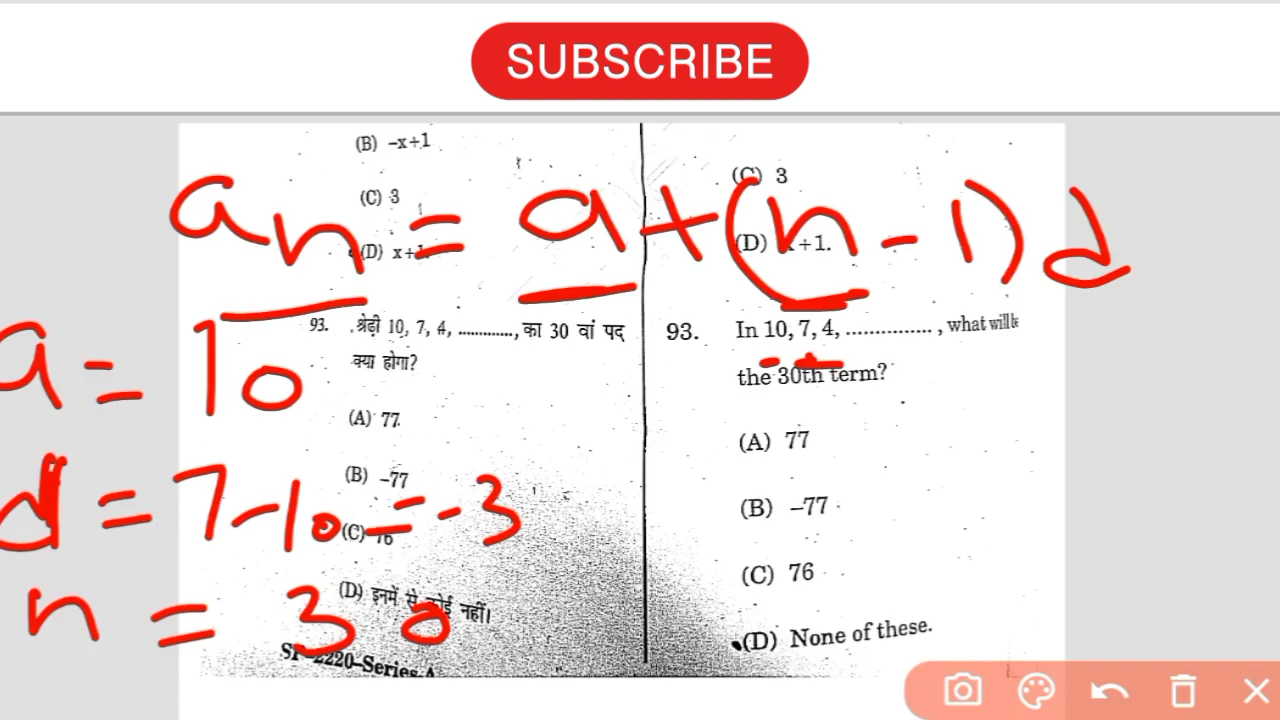 SUBSCRIBE
(B) -x+1
(C) 3
(D) x+1
an = a+(n-1)d
93. श्रेढ़ी 10, 7, 4, ............., का 30 वां पद
क्या होगा?
(A) 77
(B) -77
(C) 76
(D) इनमें से कोई नहीं।
2220-Series-A
a = 10
d = 7-10 = -3
n = 30
(C) 3
(D) x+1.
93. In 10, 7, 4, ..............., what will be
the 30th term?
(A) 77
(B) -77
(C) 76
(D) None of these.